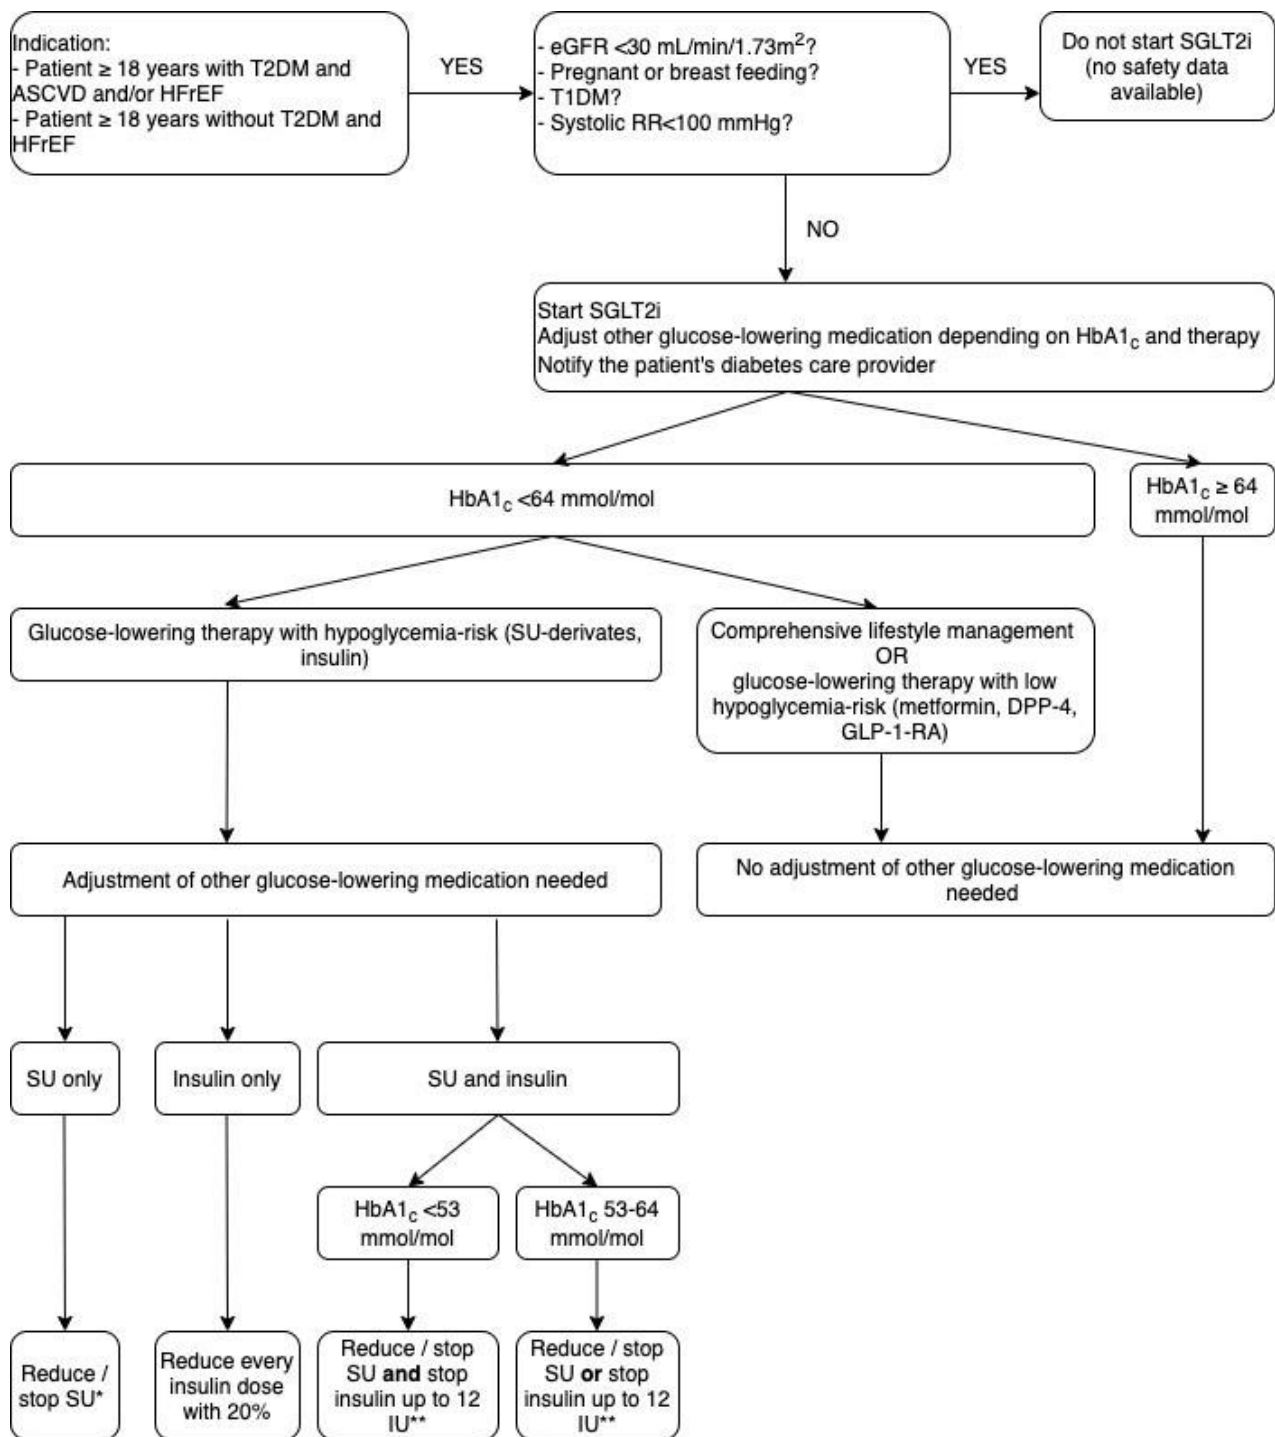 Indication:
- Patient ≥ 18 years with T2DM and
ASCVD and/or HFrEF
- Patient ≥ 18 years without T2DM and
HFrEF
YES
- eGFR <30 mL/min/1.73m²?
- Pregnant or breast feeding?
- T1DM?
- Systolic RR<100 mmHg?
YES
Do not start SGLT2i
(no safety data
available)
NO
Start SGLT2i
Adjust other glucose-lowering medication depending on HbA1c and therapy
Notify the patient's diabetes care provider
HbA1c <64 mmol/mol
HbA1c ≥ 64
mmol/mol
Glucose-lowering therapy with hypoglycemia-risk (SU-derivates,
insulin)
Comprehensive lifestyle management
OR
glucose-lowering therapy with low
hypoglycemia-risk (metformin, DPP-4,
GLP-1-RA)
Adjustment of other glucose-lowering medication needed
No adjustment of other glucose-lowering medication
needed
SU only
Insulin only
SU and insulin
HbA1c <53
mmol/mol
HbA1c 53-64
mmol/mol
Reduce /
stop SU*
Reduce every
insulin dose
with 20%
Reduce / stop
SU and stop
insulin up to 12
IU**
Reduce / stop
SU or stop
insulin up to 12
IU**